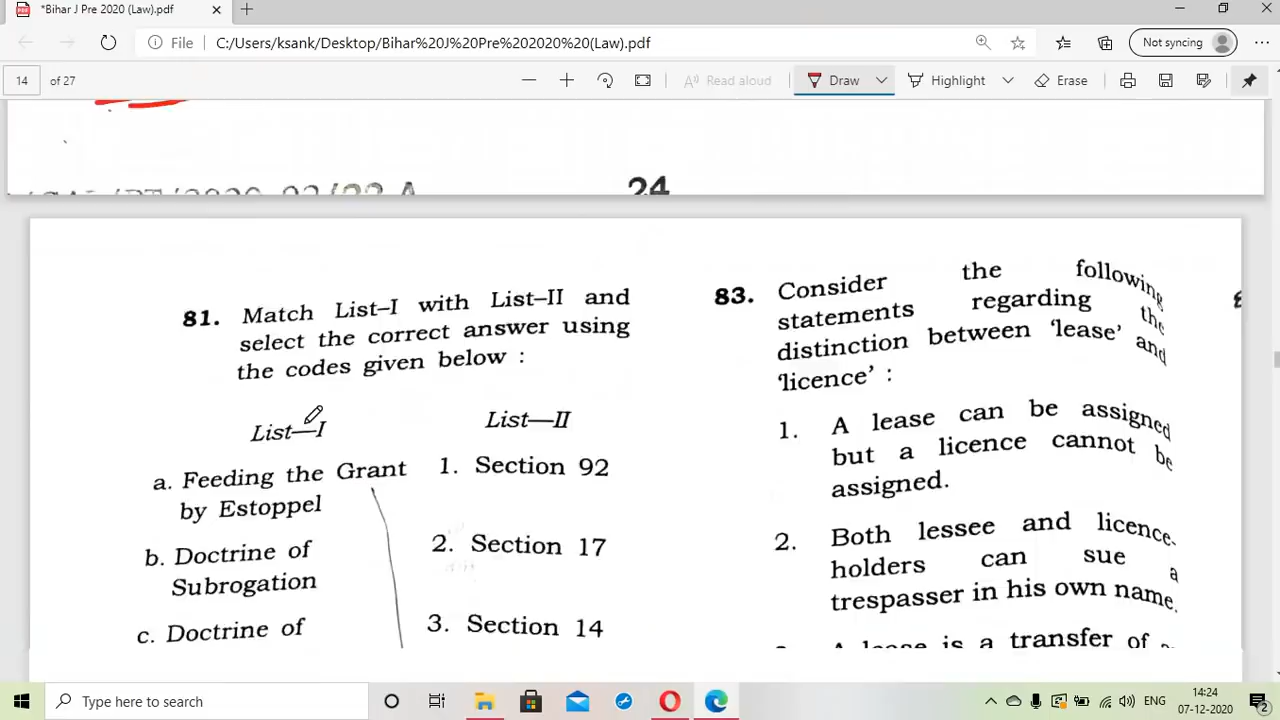 *Bihar J Pre 2020 (Law).pdf
File
C:/Users/ksank/Desktop/Bihar%20J%20Pre%202020%20(Law).pdf
Not syncing
14
of 27
Read aloud
Draw
Highlight
Erase
24
81. Match List–I with List–II and
select the correct answer using
the codes given below :
List—I
List—II
a. Feeding the Grant
by Estoppel
1. Section 92
b. Doctrine of
Subrogation
2. Section 17
c. Doctrine of
3. Section 14
83. Consider the following
statements regarding the
distinction between ‘lease’ and
‘licence’ :
1. A lease can be assigned
but a licence cannot be
assigned.
2. Both lessee and licence-
holders can sue a
trespasser in his own name.
A lease is a transfer of
Type here to search
ENG
14:24
07-12-2020
2